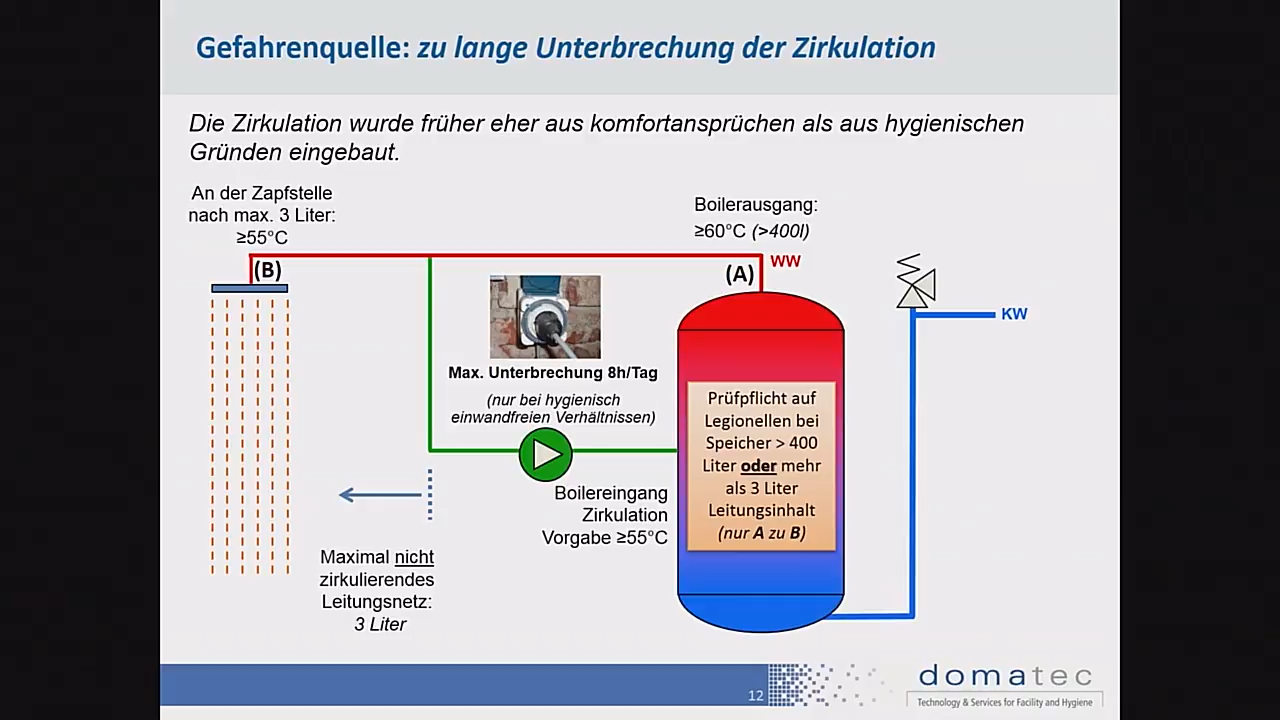 Gefahrenquelle: zu lange Unterbrechung der Zirkulation
Die Zirkulation wurde früher eher aus komfortansprüchen als aus hygienischen
Gründen eingebaut.
An der Zapfstelle
nach max. 3 Liter:
≥55°C
(B)
Boilerausgang:
≥60°C (>400l)
WW
(A)
KW
Max. Unterbrechung 8h/Tag
(nur bei hygienisch
einwandfreien Verhältnissen)
Prüfpflicht auf
Legionellen bei
Speicher > 400
Liter oder mehr
als 3 Liter
Leitungsinhalt
(nur A zu B)
Boilereingang
Zirkulation
Vorgabe ≥55°C
Maximal nicht
zirkulierendes
Leitungsnetz:
3 Liter
12
domatec
Technology & Services for Facility and Hygiene